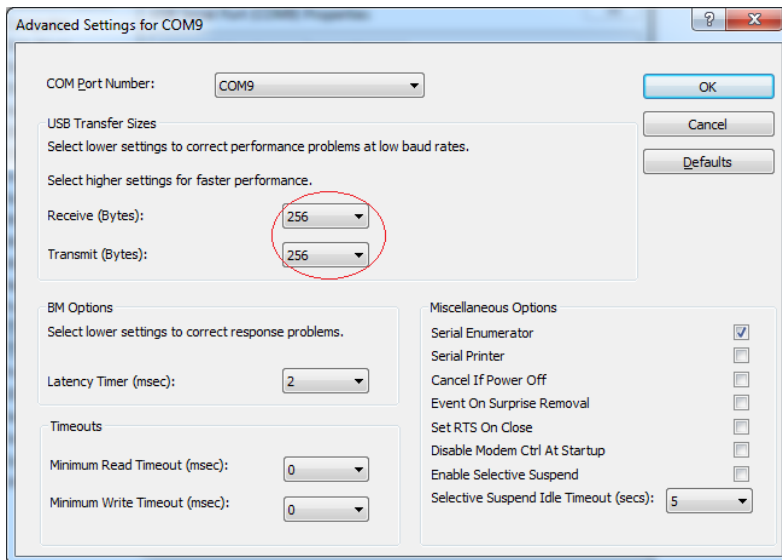 Advanced Settings for COM9
COM Port Number:
COM9
OK
USB Transfer Sizes
Cancel
Select lower settings to correct performance problems at low baud rates.
Defaults
Select higher settings for faster performance.
Receive (Bytes):
256
Transmit (Bytes):
256
BM Options
Select lower settings to correct response problems.
Latency Timer (msec):
2
Timeouts
Minimum Read Timeout (msec):
0
Minimum Write Timeout (msec):
0
Miscellaneous Options
Serial Enumerator
Serial Printer
Cancel If Power Off
Event On Surprise Removal
Set RTS On Close
Disable Modem Ctrl At Startup
Enable Selective Suspend
Selective Suspend Idle Timeout (secs):
5